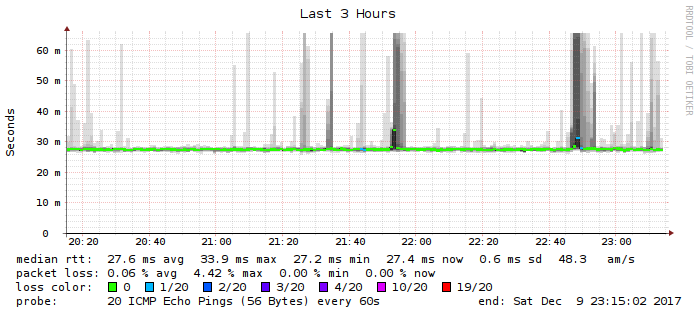 Last 3 Hours
RRDTOOL / TOBI OETIKER
Seconds
60 m
50 m
40 m
30 m
20 m
10 m
0
20:20 20:40 21:00 21:20 21:40 22:00 22:20 22:40 23:00
median rtt: 27.6 ms avg 33.9 ms max 27.2 ms min 27.4 ms now 0.6 ms sd 48.3 am/s
packet loss: 0.06 % avg 4.42 % max 0.00 % min 0.00 % now
loss color: 0 1/20 2/20 3/20 4/20 10/20 19/20
probe: 20 ICMP Echo Pings (56 Bytes) every 60s end: Sat Dec 9 23:15:02 2017